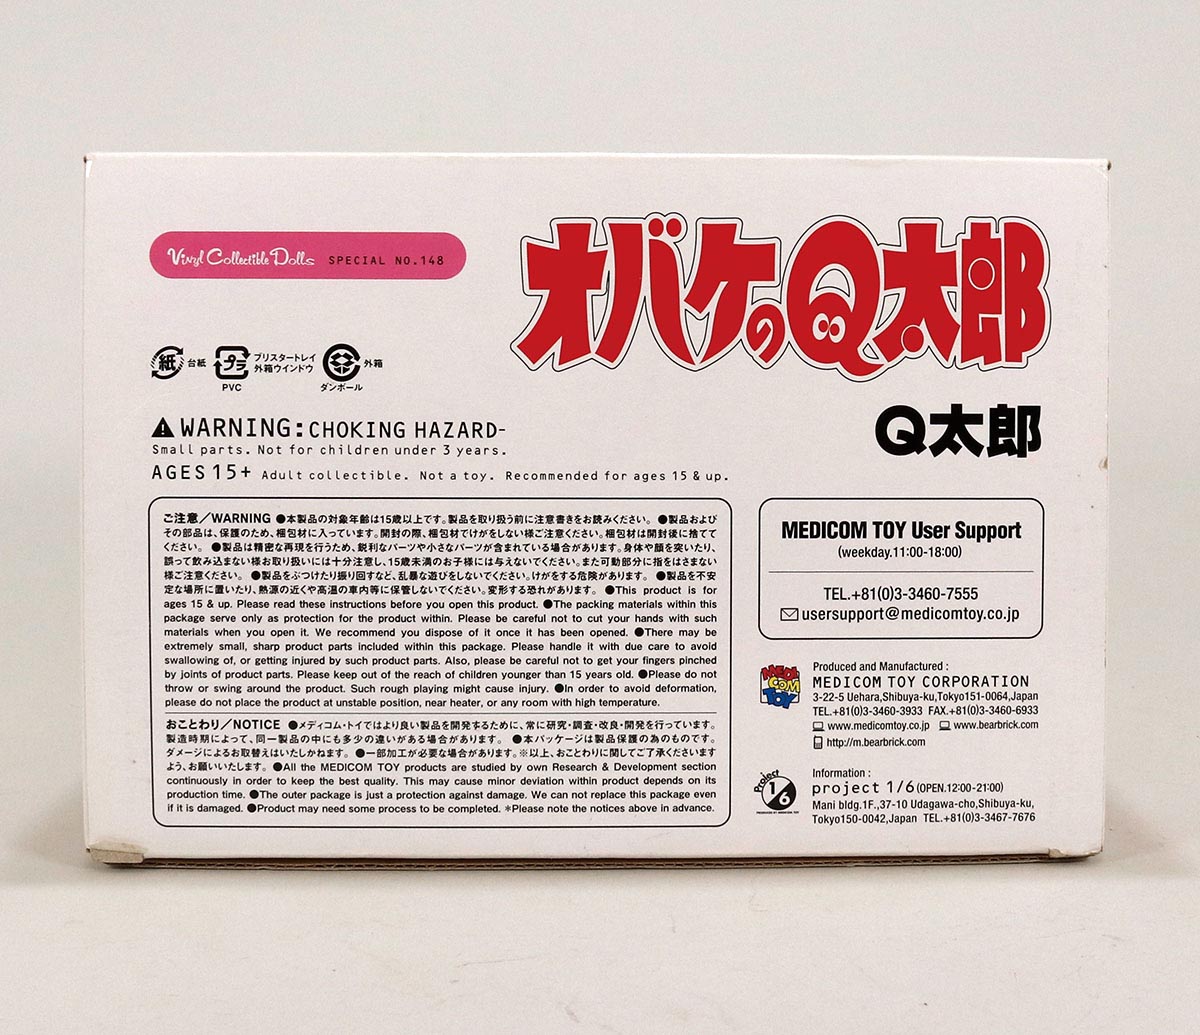 Vinyl Collectible Dolls SPECIAL NO.148
オバケのQ太郎
紙 台紙 プラ PVC ブリスタートレイ 外箱ウインドウ ダンボール 外箱
Q太郎
WARNING:CHOKING HAZARD-
Small parts. Not for children under 3 years.
AGES 15+ Adult collectible. Not a toy. Recommended for ages 15 & up.
ご注意/WARNING ●本製品の対象年齢は15歳以上です。製品を取り扱う前に注意書きをお読みください。 ●製品および
その部品は、保護のため、梱包材に入っています。開封の際、梱包材でけがをしない様ご注意ください。梱包材は開封後に捨てて
ください。 ●製品は精密な再現を行うため、鋭利なパーツや小さなパーツが含まれている場合があります。身体や顔を突いたり、
誤って飲み込まない様お取り扱いには十分注意し、15歳未満のお子様には与えないでください。また可動部分に指をはさまない
様ご注意ください。 ●製品をぶつけたり振り回すなど、乱暴な遊びをしないでください。けがをする危険があります。 ●製品を不安
定な場所に置いたり、熱源の近くや高温の車内等に保管しないでください。変形する恐れがあります。 ●This product is for
ages 15 & up. Please read these instructions before you open this product. ●The packing materials within this
package serve only as protection for the product within. Please be careful not to cut your hands with such
materials when you open it. We recommend you dispose of it once it has been opened. ●There may be
extremely small, sharp product parts included within this package. Please handle it with due care to avoid
swallowing of, or getting injured by such product parts. Also, please be careful not to get your fingers pinched
by joints of product parts. Please keep out of the reach of children younger than 15 years old. ●Please do not
throw or swing around the product. Such rough playing might cause injury. ●In order to avoid deformation,
please do not place the product at unstable position, near heater, or any room with high temperature.
おことわり/NOTICE ●メディコム・トイではより良い製品を開発するために、常に研究・調査・改良・開発を行っています。
製造時期によって、同一製品の中にも多少の違いがある場合があります。 ●本パッケージは製品保護の為のものです。
ダメージによるお取替えはいたしかねます。 ●一部加工が必要な場合があります。※以上、おことわりに関してご了承くださいます
よう、お願いいたします。 ●All the MEDICOM TOY products are studied by own Research & Development section
continuously in order to keep the best quality. This may cause minor deviation within product depends on its
production time. ●The outer package is just a protection against damage. We can not replace this package even
if it is damaged. ●Product may need some process to be completed. *Please note the notices above in advance.
MEDICOM TOY User Support
(weekday.11:00-18:00)
TEL.+81(0)3-3460-7555
usersupport@medicomtoy.co.jp
MEDI COM TOY
Produced and Manufactured :
MEDICOM TOY CORPORATION
3-22-5 Uehara,Shibuya-ku,Tokyo151-0064,Japan
TEL.+81(0)3-3460-3933 FAX.+81(0)3-3460-6933
www.medicomtoy.co.jp www.bearbrick.com
http://m.bearbrick.com
Project 1/6
PRODUCED BY MEDICOM TOY
Information :
project 1/6 (OPEN.12:00-21:00)
Mani bldg.1F.,37-10 Udagawa-cho,Shibuya-ku,
Tokyo150-0042,Japan TEL.+81(0)3-3467-7676